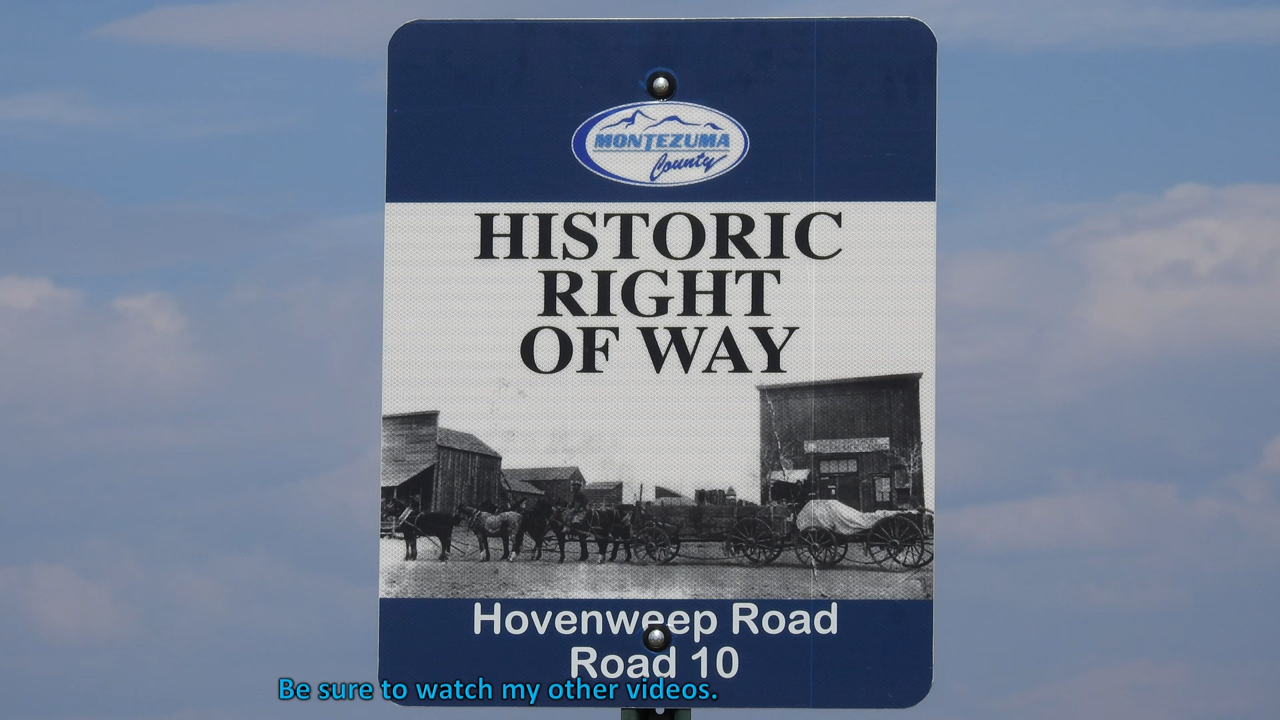 MONTEZUMA
County
HISTORIC
RIGHT
OF WAY
Hovenweep Road
Road 10
Be sure to watch my other videos.